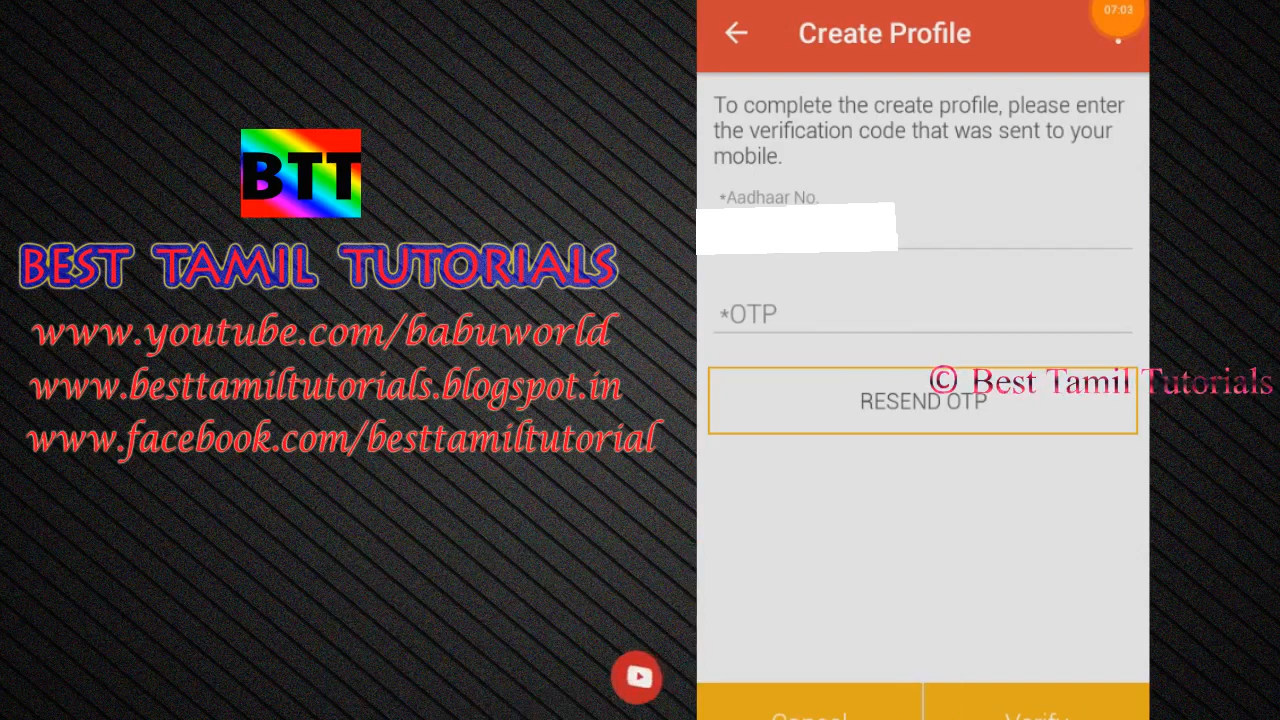 BTT
BEST TAMIL TUTORIALS
www.youtube.com/babuworld
www.besttamiltutorials.blogspot.in
www.facebook.com/besttamiltutorial
07:03
Create Profile
To complete the create profile, please enter
the verification code that was sent to your
mobile.
*Aadhaar No.
*OTP
© Best Tamil Tutorials
RESEND OTP
Cancel Verify